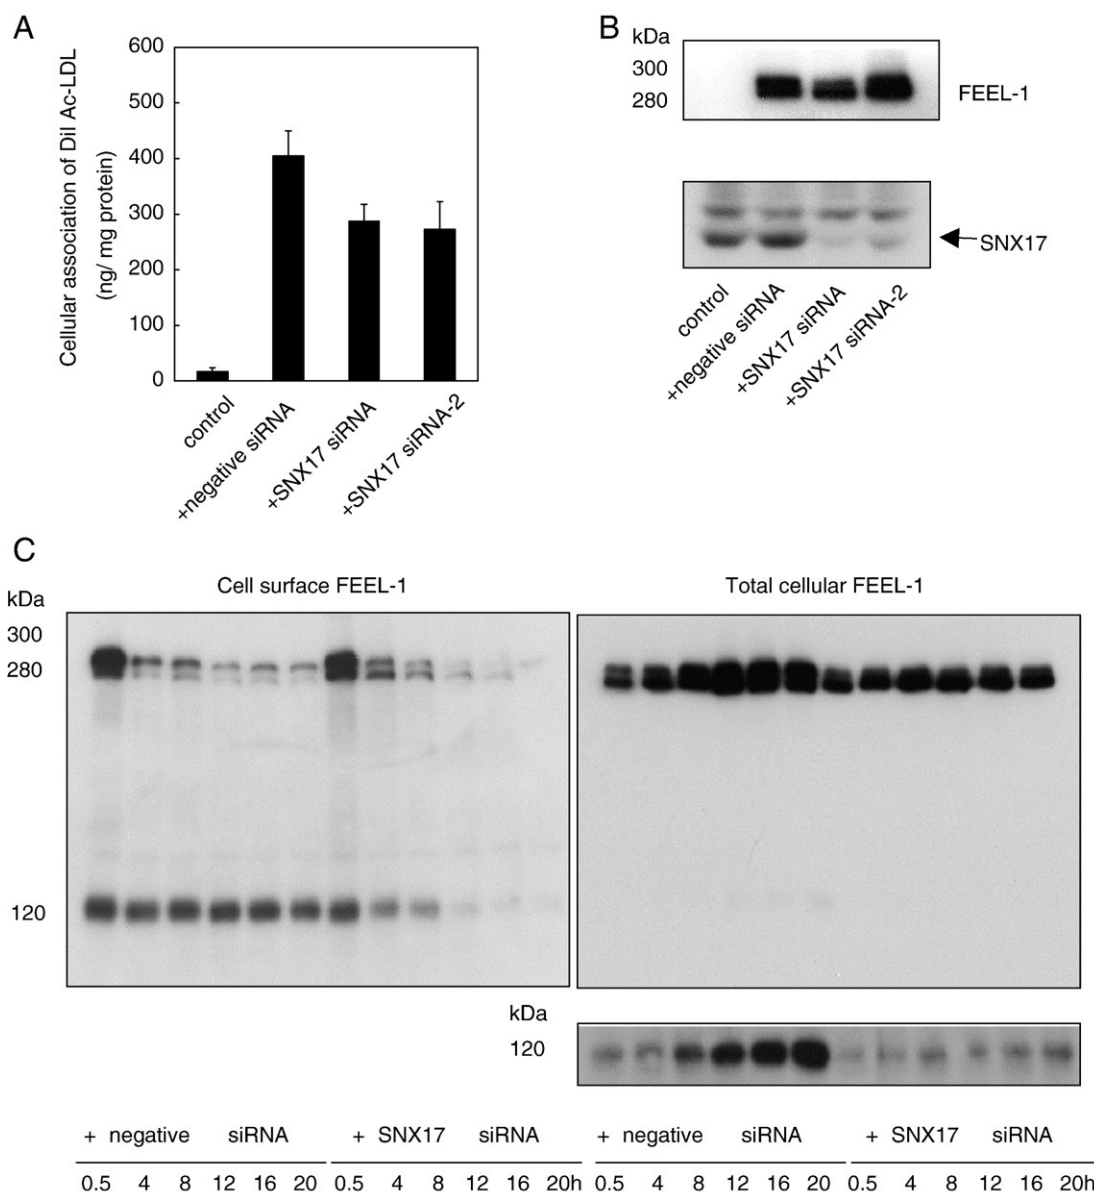 A
Cellular association of Dil Ac-LDL
(ng/ mg protein)
600
500
400
300
200
100
0
control
+negative siRNA
+SNX17 siRNA
+SNX17 siRNA-2
B
kDa
300
280
FEEL-1
SNX17
control
+negative siRNA
+SNX17 siRNA
+SNX17 siRNA-2
C
Cell surface FEEL-1
Total cellular FEEL-1
kDa
300
280
120
kDa
120
+ negative siRNA + SNX17 siRNA + negative siRNA + SNX17 siRNA
0.5 4 8 12 16 20 0.5 4 8 12 16 20h 0.5 4 8 12 16 20 0.5 4 8 12 16 20h